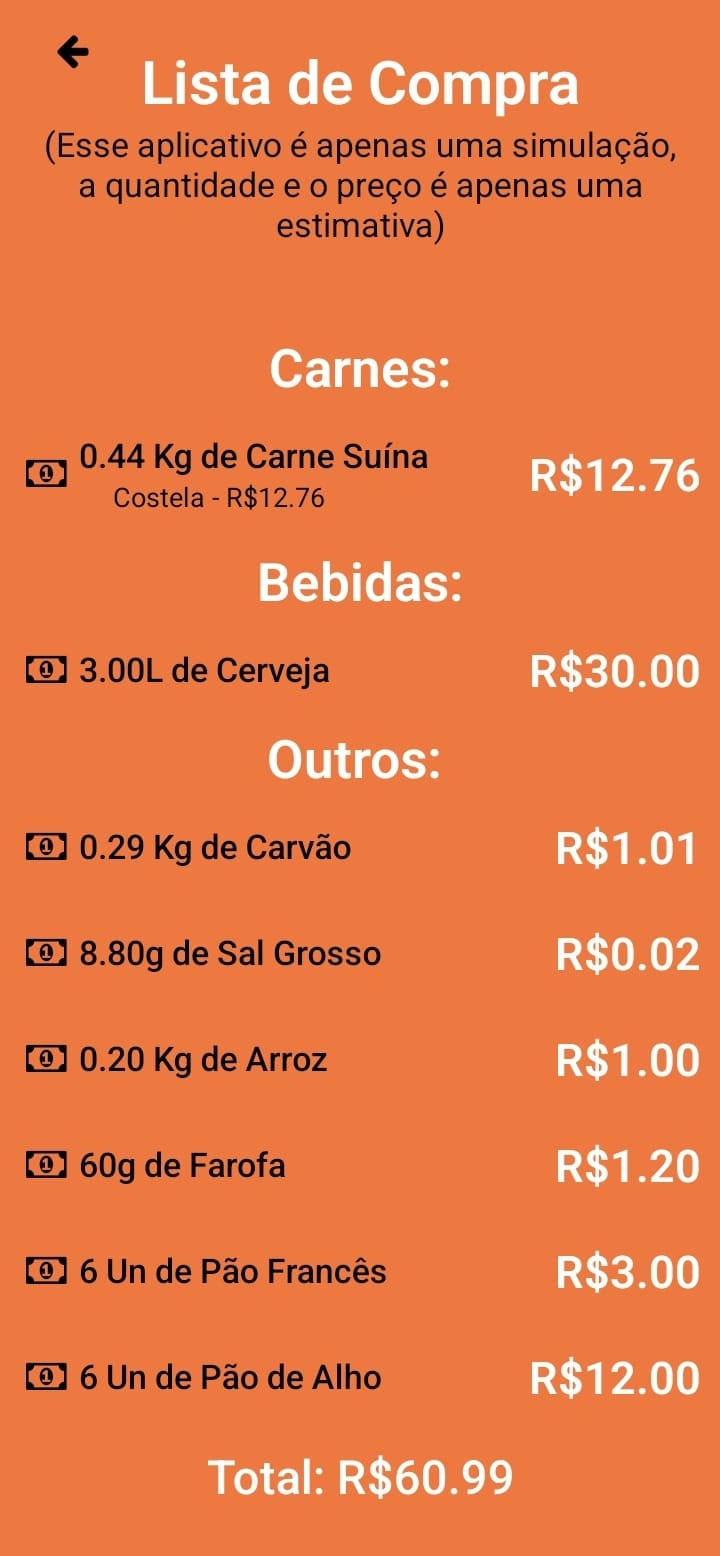 Lista de Compra
(Esse aplicativo é apenas uma simulação,
a quantidade e o preço é apenas uma
estimativa)
Carnes:
0.44 Kg de Carne Suína
R$12.76
Costela - R$12.76
Bebidas:
3.00L de Cerveja
R$30.00
Outros:
0.29 Kg de Carvão
R$1.01
8.80g de Sal Grosso
R$0.02
0.20 Kg de Arroz
R$1.00
60g de Farofa
R$1.20
6 Un de Pão Francês
R$3.00
6 Un de Pão de Alho
R$12.00
Total: R$60.99